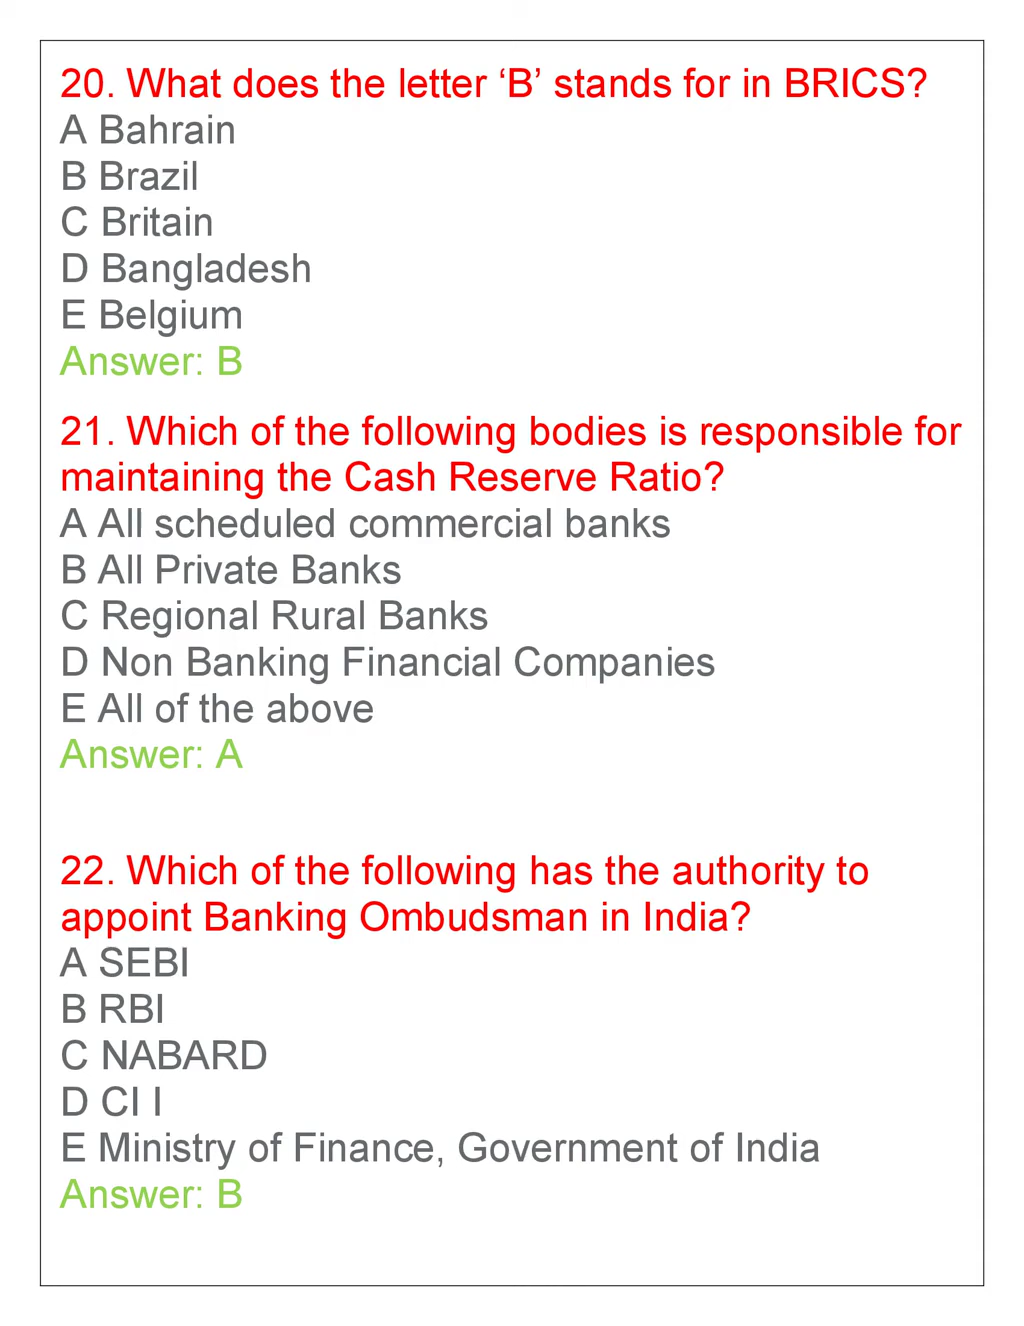 20. What does the letter ‘B’ stands for in BRICS?
A Bahrain
B Brazil
C Britain
D Bangladesh
E Belgium
Answer: B
21. Which of the following bodies is responsible for
maintaining the Cash Reserve Ratio?
A All scheduled commercial banks
B All Private Banks
C Regional Rural Banks
D Non Banking Financial Companies
E All of the above
Answer: A
22. Which of the following has the authority to
appoint Banking Ombudsman in India?
A SEBI
B RBI
C NABARD
D CI I
E Ministry of Finance, Government of India
Answer: B